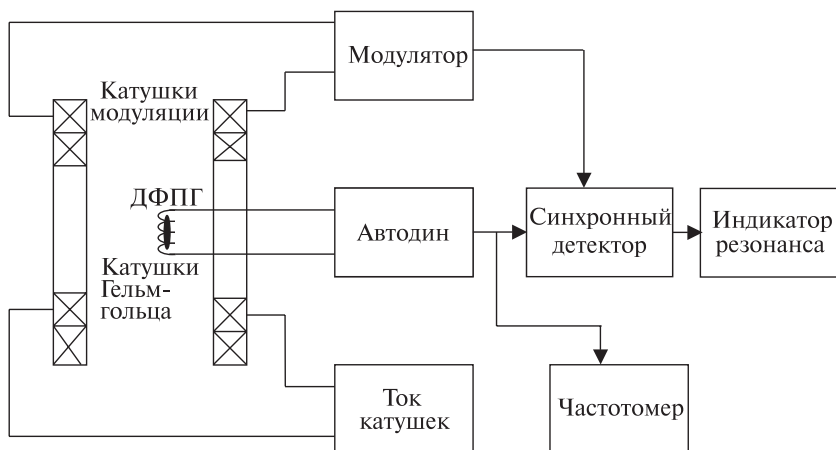 Модулятор
Катушки
модуляции
ДФПГ
Автодин
Синхронный
детектор
Индикатор
резонанса
Катушки
Гельм-
гольца
Ток
катушек
Частотомер